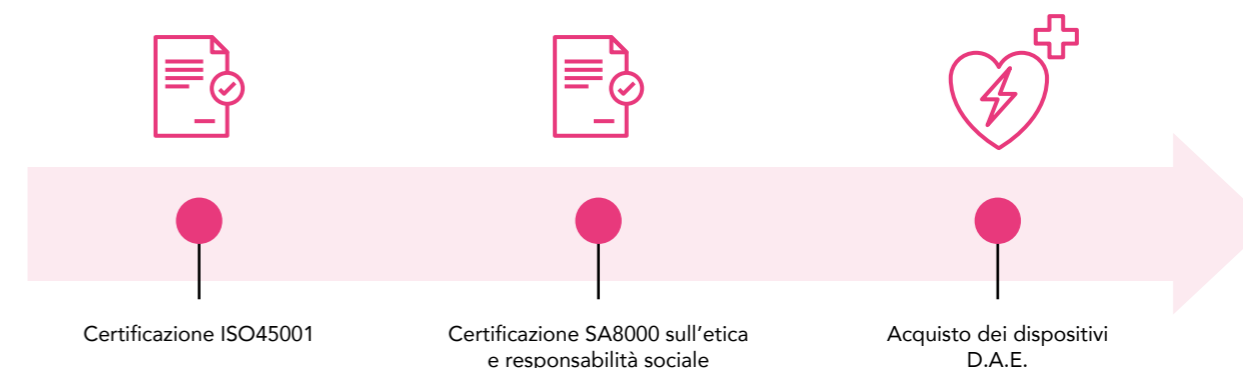 Certificazione ISO45001
Certificazione SA8000 sull’etica
e responsabilità sociale
Acquisto dei dispositivi
D.A.E.